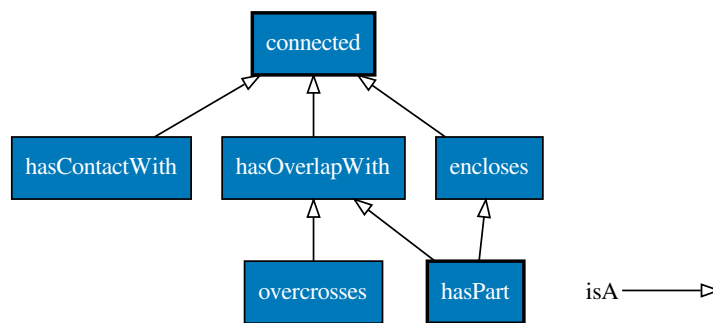 connected
hasContactWith
hasOverlapWith
encloses
overcrosses
hasPart
isA